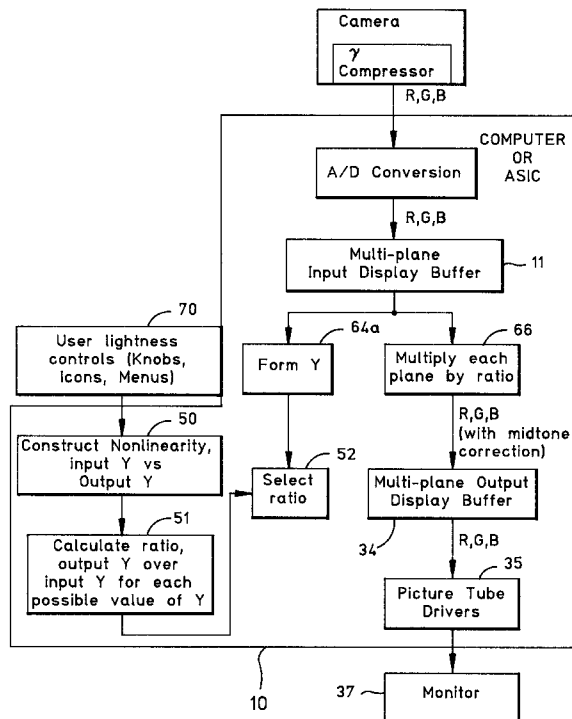 Camera
γ
Compressor
R,G,B
COMPUTER
OR
ASIC
A/D Conversion
R,G,B
Multi-plane
Input Display Buffer
11
70
User lightness
controls (Knobs,
icons, Menus)
64a
Form Y
66
Multiply each
plane by ratio
50
Construct Nonlinearity,
input Y vs
Output Y
52
Select
ratio
R,G,B
(with midtone
correction)
51
Calculate ratio,
output Y over
input Y for each
possible value of Y
Multi-plane Output
Display Buffer
34
R,G,B
35
Picture Tube
Drivers
10
37
Monitor